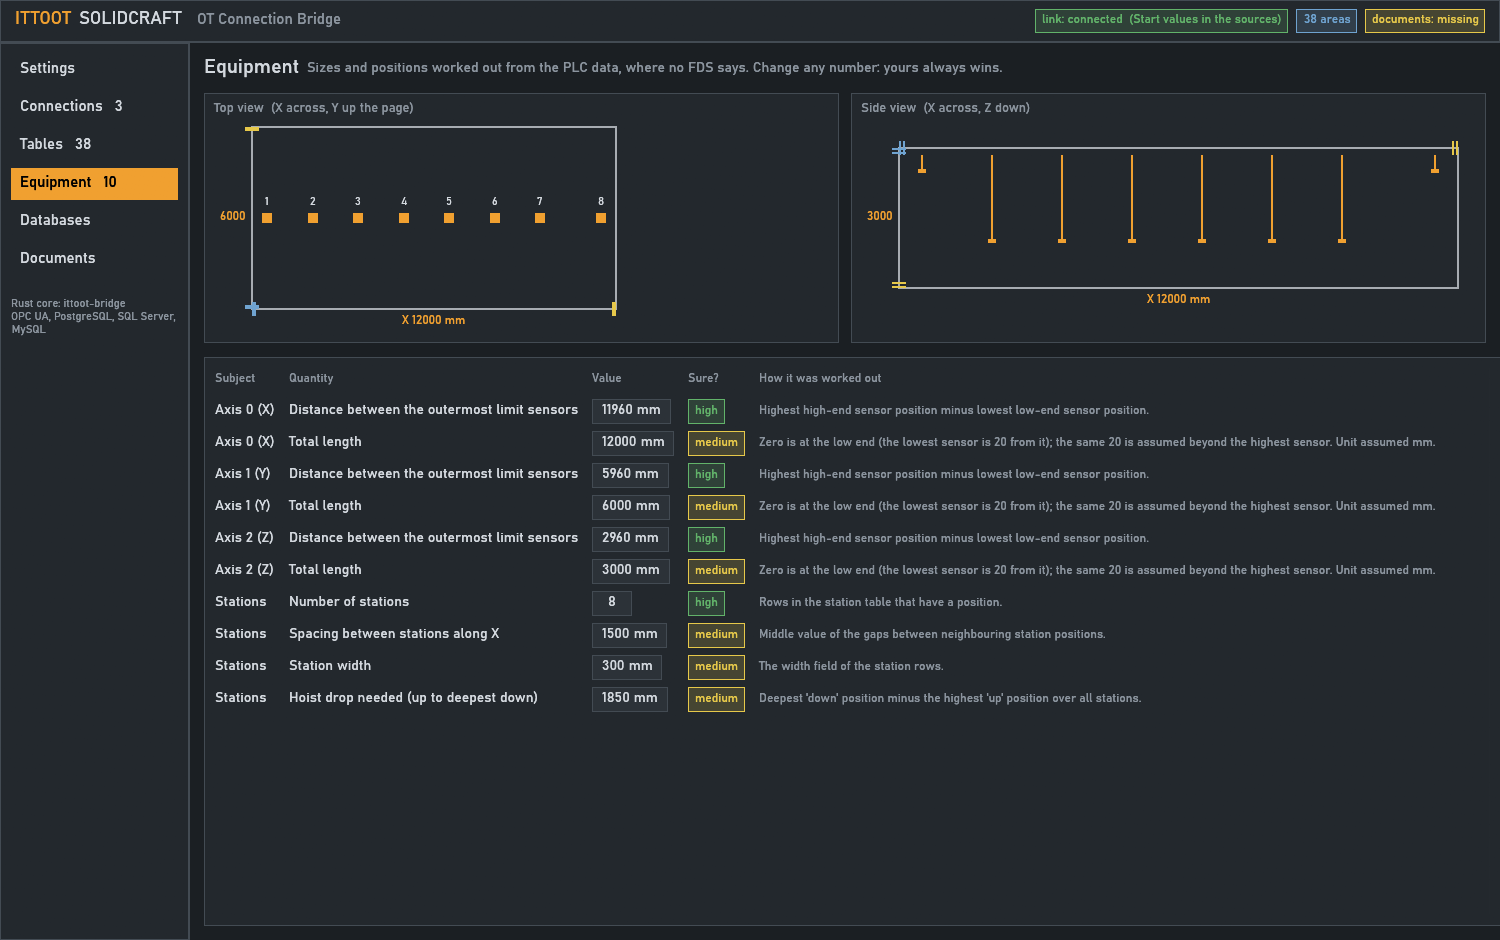 ITTOOT SOLIDCRAFT OT Connection Bridge
link: connected (Start values in the sources) 38 areas documents: missing
Settings
Connections 3
Tables 38
Equipment 10
Databases
Documents
Rust core: ittoot-bridge
OPC UA, PostgreSQL, SQL Server,
MySQL
Equipment Sizes and positions worked out from the PLC data, where no FDS says. Change any number: yours always wins.
Top view (X across, Y up the page)
1 2 3 4 5 6 7 8
6000
X 12000 mm
Side view (X across, Z down)
3000
X 12000 mm
Subject Quantity Value Sure? How it was worked out
Axis 0 (X) Distance between the outermost limit sensors 11960 mm high Highest high-end sensor position minus lowest low-end sensor position.
Axis 0 (X) Total length 12000 mm medium Zero is at the low end (the lowest sensor is 20 from it); the same 20 is assumed beyond the highest sensor. Unit assumed mm.
Axis 1 (Y) Distance between the outermost limit sensors 5960 mm high Highest high-end sensor position minus lowest low-end sensor position.
Axis 1 (Y) Total length 6000 mm medium Zero is at the low end (the lowest sensor is 20 from it); the same 20 is assumed beyond the highest sensor. Unit assumed mm.
Axis 2 (Z) Distance between the outermost limit sensors 2960 mm high Highest high-end sensor position minus lowest low-end sensor position.
Axis 2 (Z) Total length 3000 mm medium Zero is at the low end (the lowest sensor is 20 from it); the same 20 is assumed beyond the highest sensor. Unit assumed mm.
Stations Number of stations 8 high Rows in the station table that have a position.
Stations Spacing between stations along X 1500 mm medium Middle value of the gaps between neighbouring station positions.
Stations Station width 300 mm medium The width field of the station rows.
Stations Hoist drop needed (up to deepest down) 1850 mm medium Deepest 'down' position minus the highest 'up' position over all stations.